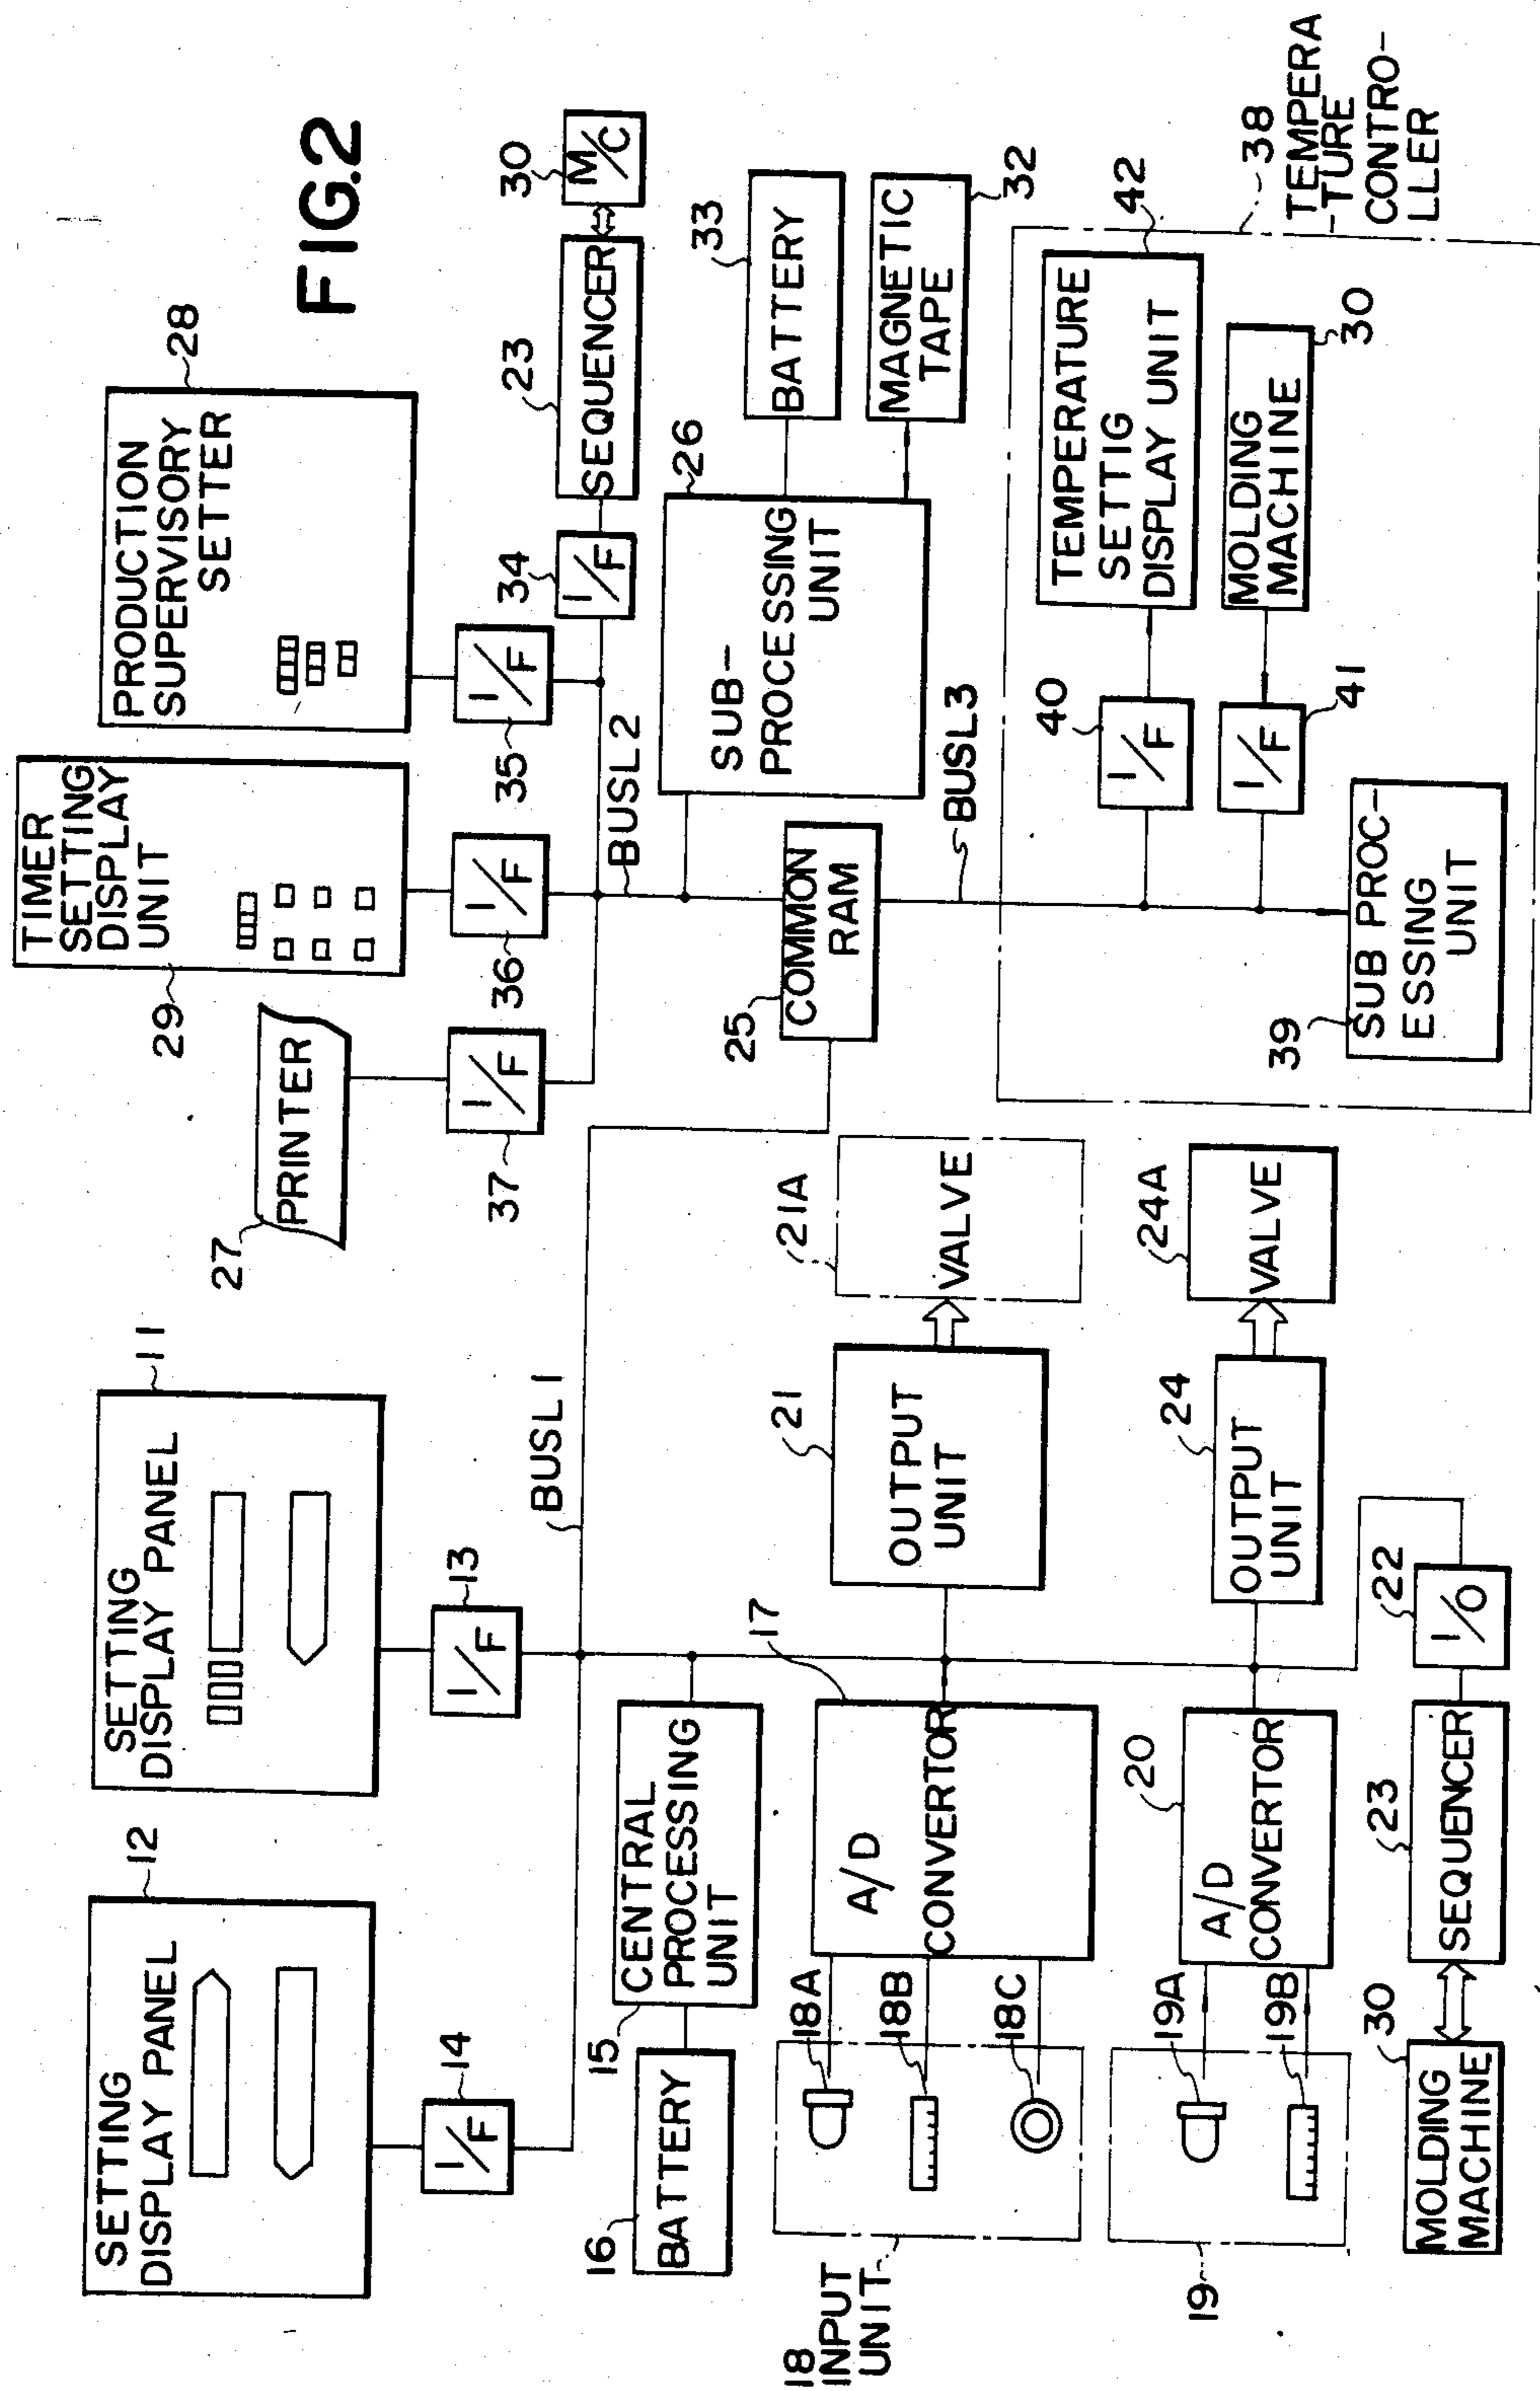 FIG.2
12
SETTING
DISPLAY PANEL
11
SETTING
DISPLAY PANEL
14
I/F
13
I/F
BUSL1
27
PRINTER
37
I/F
29
TIMER
SETTING
DISPLAY
UNIT
36
I/F
28
PRODUCTION
SUPERVISORY
SETTER
35
I/F
34
I/F
23
SEQUENCER
30
M/C
BUSL2
16
BATTERY
15
CENTRAL
PROCESSING
UNIT
25
COMMON
RAM
26
SUB-
PROCESSING
UNIT
33
BATTERY
MAGNETIC
TAPE
32
BUSL3
18
INPUT
UNIT
18A
18B
18C
17
A/D
CONVERTOR
21
OUTPUT
UNIT
21A
VALVE
19
19A
19B
20
A/D
CONVERTOR
24
OUTPUT
UNIT
24A
VALVE
30
MOLDING
MACHINE
23
SEQUENCER
22
I/O
39
SUB PROC-
ESSING
UNIT
40
I/F
41
I/F
42
TEMPERATURE
SETTIG
DISPLAY UNIT
MOLDING
MACHINE
30
38
TEMPERA
-TURE
CONTRO-
LLER